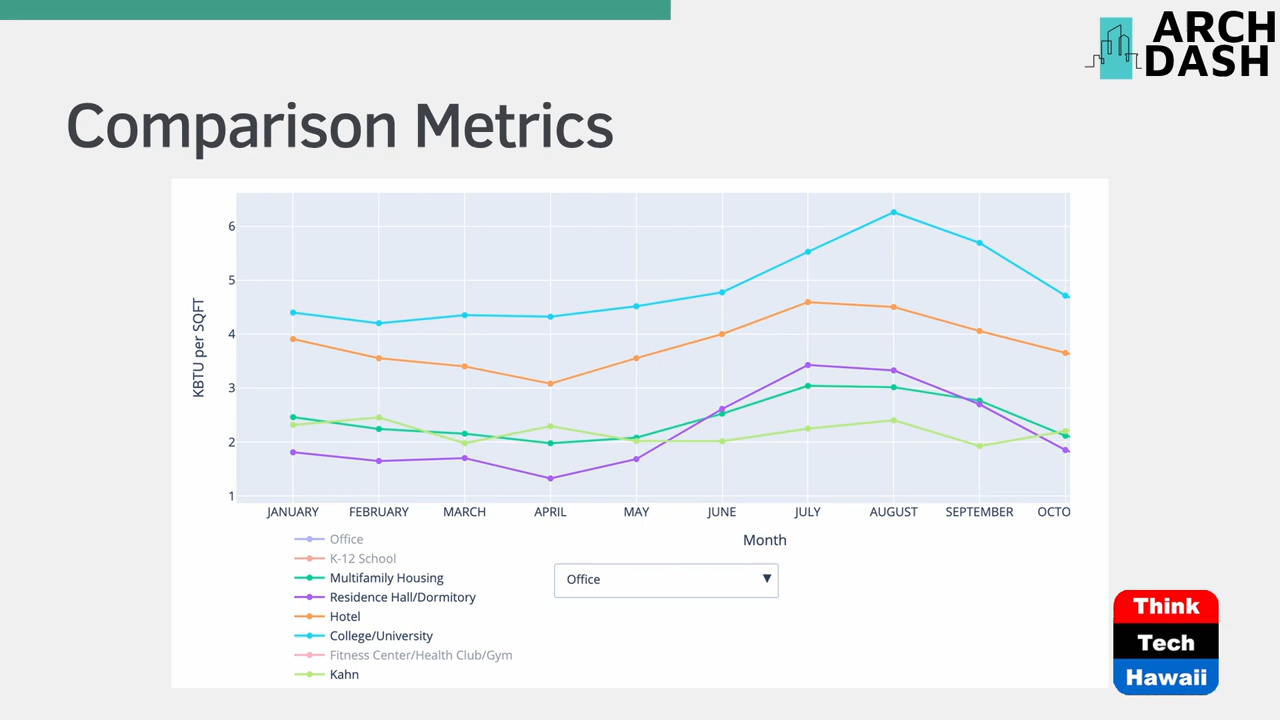 ARCH
DASH
Comparison Metrics
6
5
4
3
2
1
KBTU per SQFT
JANUARY FEBRUARY MARCH APRIL MAY JUNE JULY AUGUST SEPTEMBER OCTO
Month
Office
K-12 School
Multifamily Housing
Residence Hall/Dormitory
Hotel
College/University
Fitness Center/Health Club/Gym
Kahn
Office
Think
Tech
Hawaii